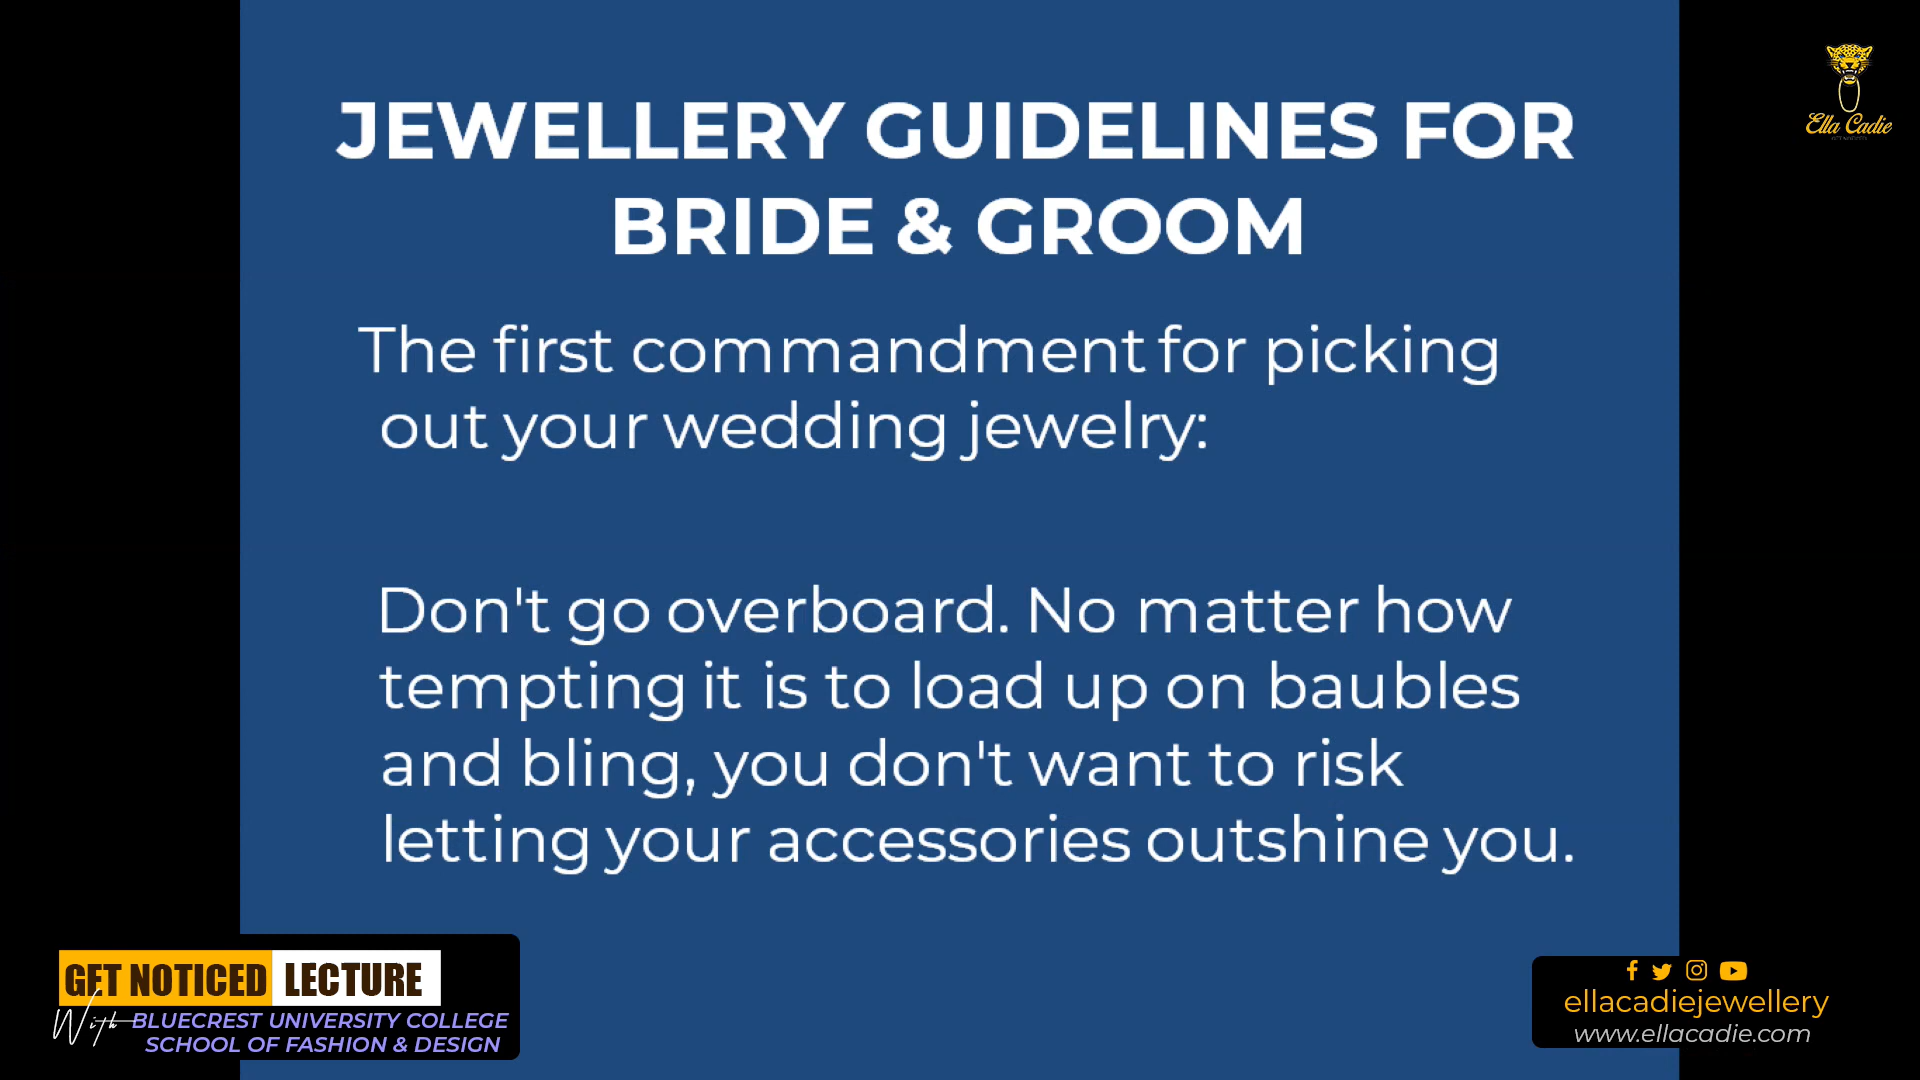 JEWELLERY GUIDELINES FOR
BRIDE & GROOM
The first commandment for picking
out your wedding jewelry:
Don't go overboard. No matter how
tempting it is to load up on baubles
and bling, you don't want to risk
letting your accessories outshine you.
Ella Cadie
GET NOTICED LECTURE
With BLUECREST UNIVERSITY COLLEGE
SCHOOL OF FASHION & DESIGN
ellacadiejewellery
www.ellacadie.com